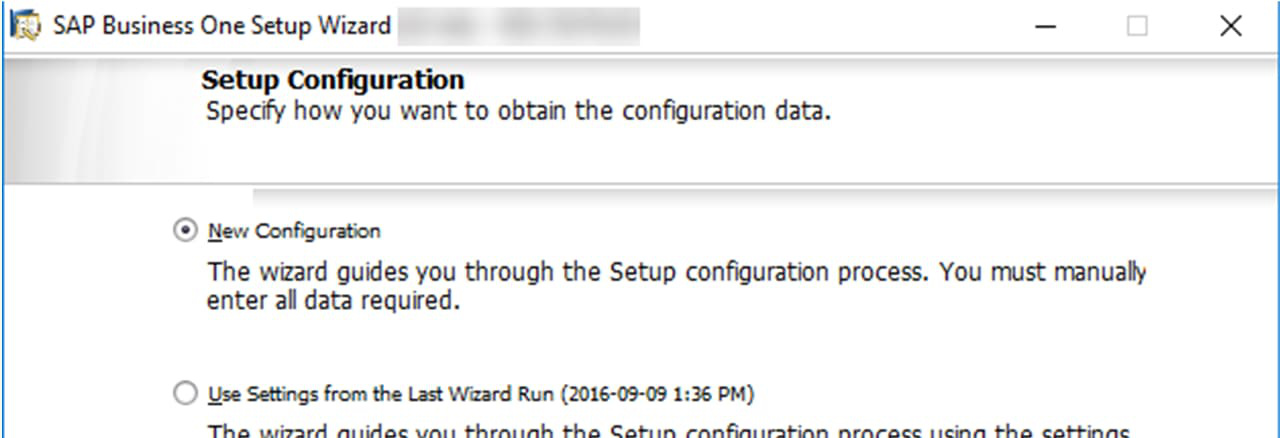 SAP Business One Setup Wizard
Setup Configuration
Specify how you want to obtain the configuration data.
New Configuration
The wizard guides you through the Setup configuration process. You must manually
enter all data required.
Use Settings from the Last Wizard Run (2016-09-09 1:36 PM)
The wizard guides you through the Setup configuration process using the settings